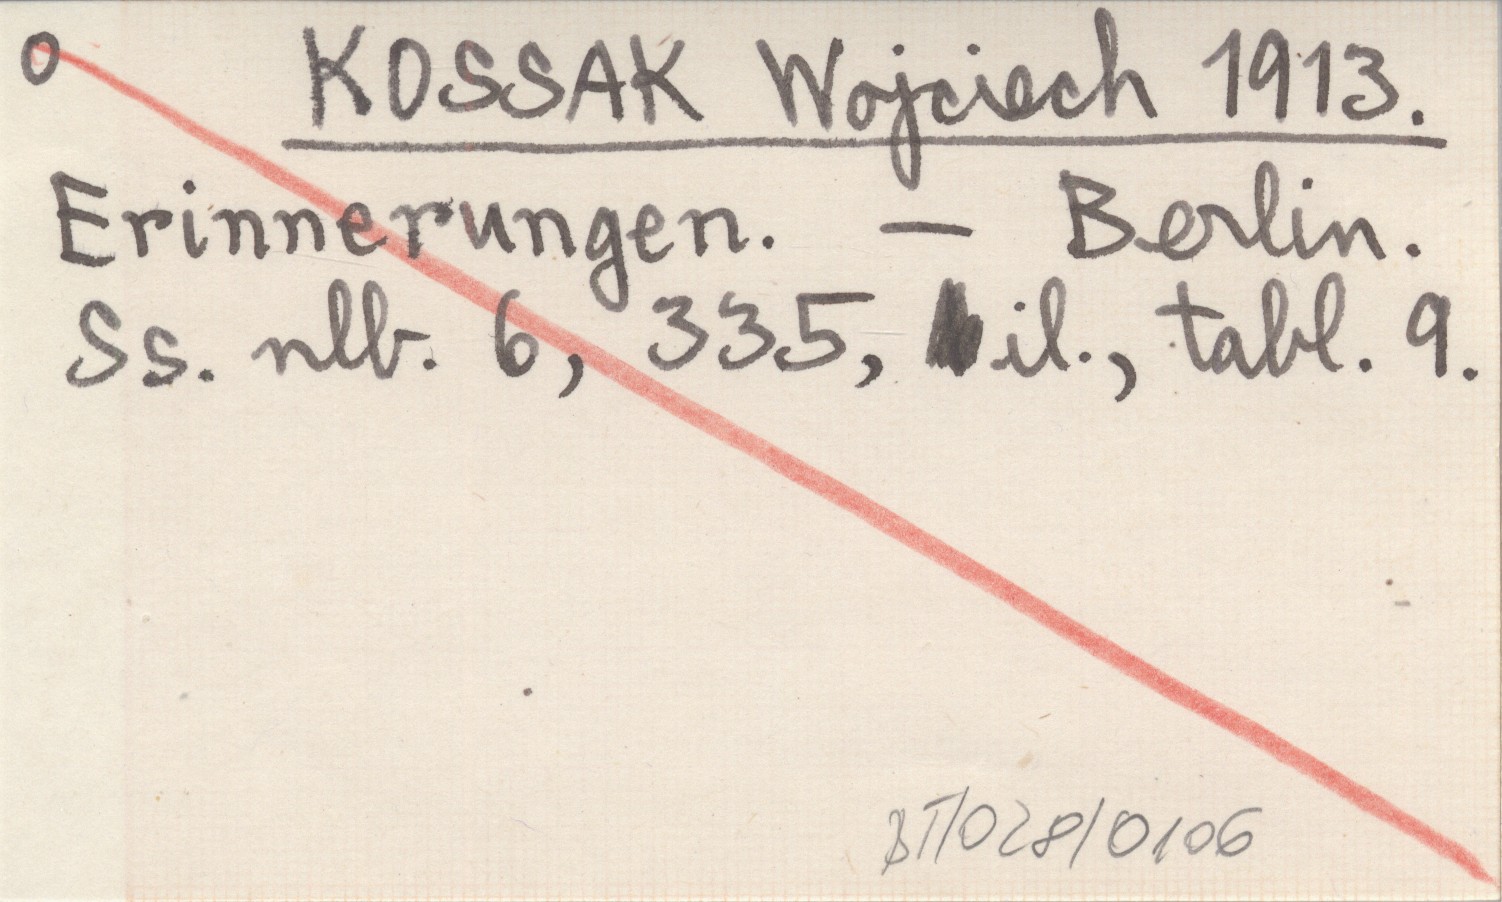 O KOSSAK Wojciech 1913.
Erinnerungen. — Berlin.
Ss. nlb. 6, 335, il., tabl. 9.
BT/028/0106